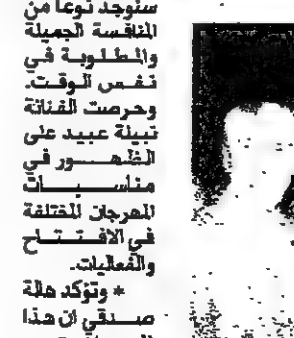 ستوجد نوعاً من
المنافسة الجميلة
والمطلوبة في
نفس الوقت.
وحرصت الفنانة
نبيلة عبيد على
الظهور في
مناسبات
المهرجان المختلفة
في الافتتاح
والفعاليات.
* وتؤكد هالة
صدقي ان هذا